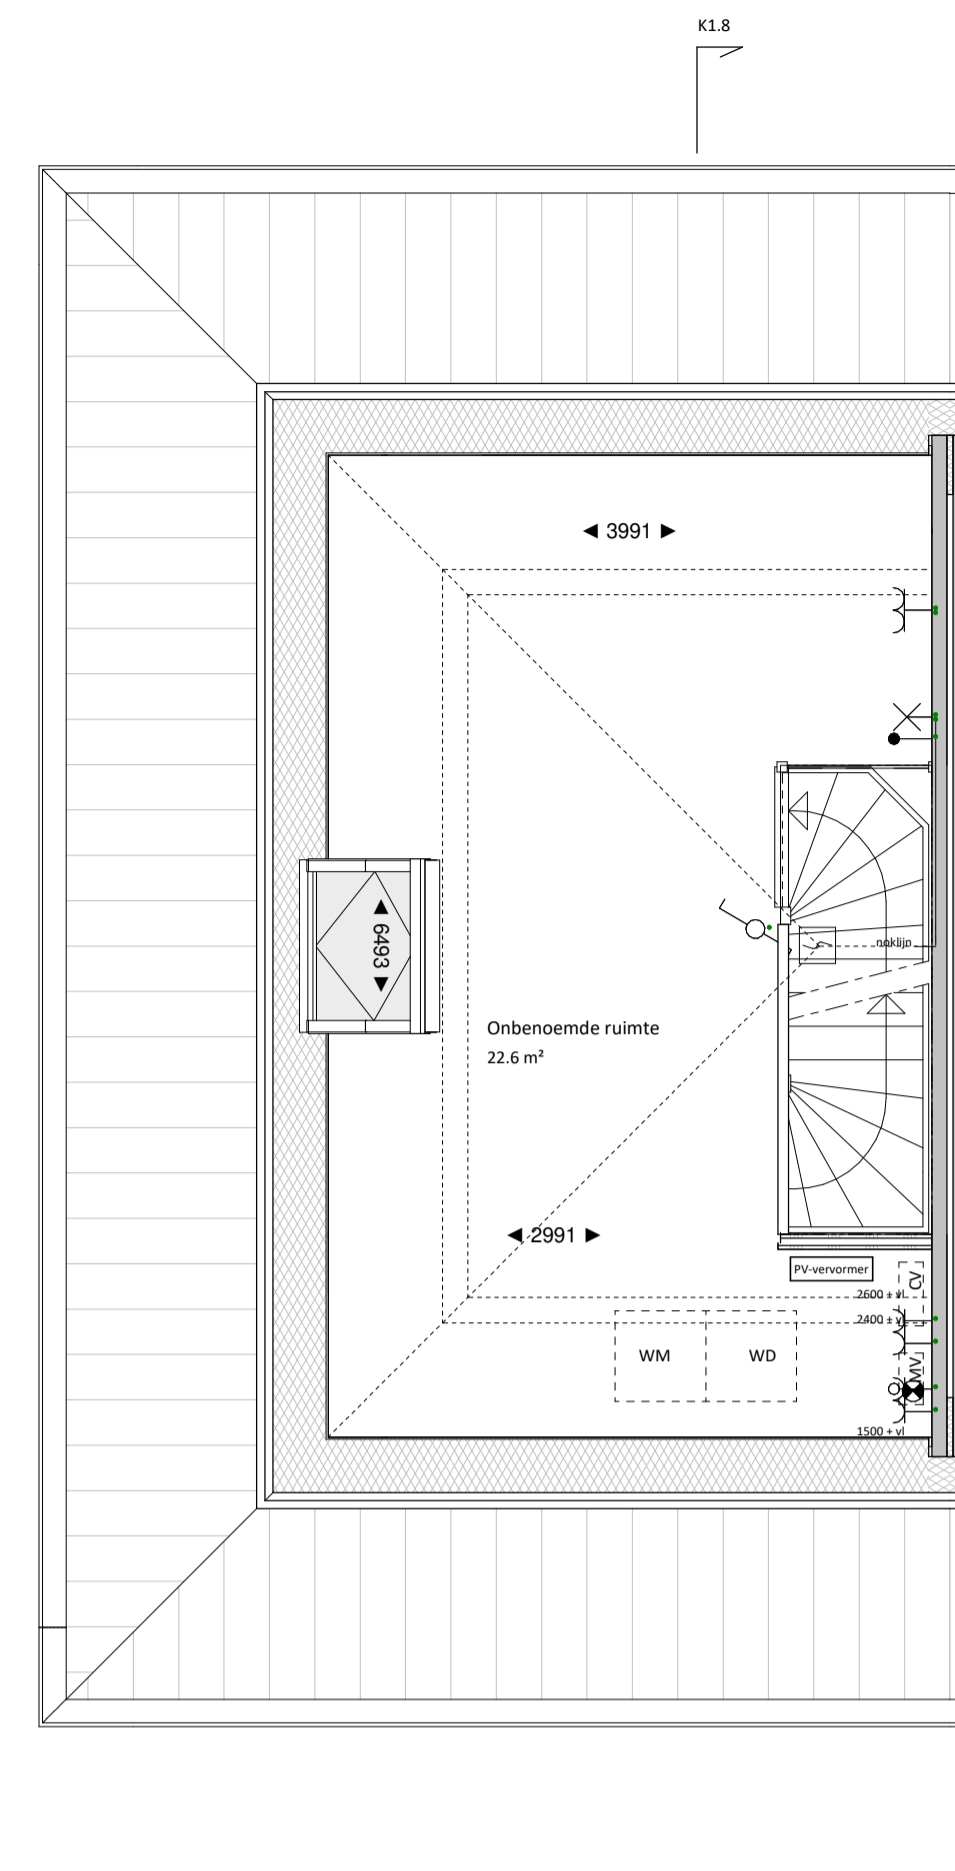 K1.8
3991
noklijn
6493
Onbenoemde ruimte
22.6 m²
2991
PV-vervormer
CV
2600 + vl
2400 + vl
WM
WD
MV
1500 + vl